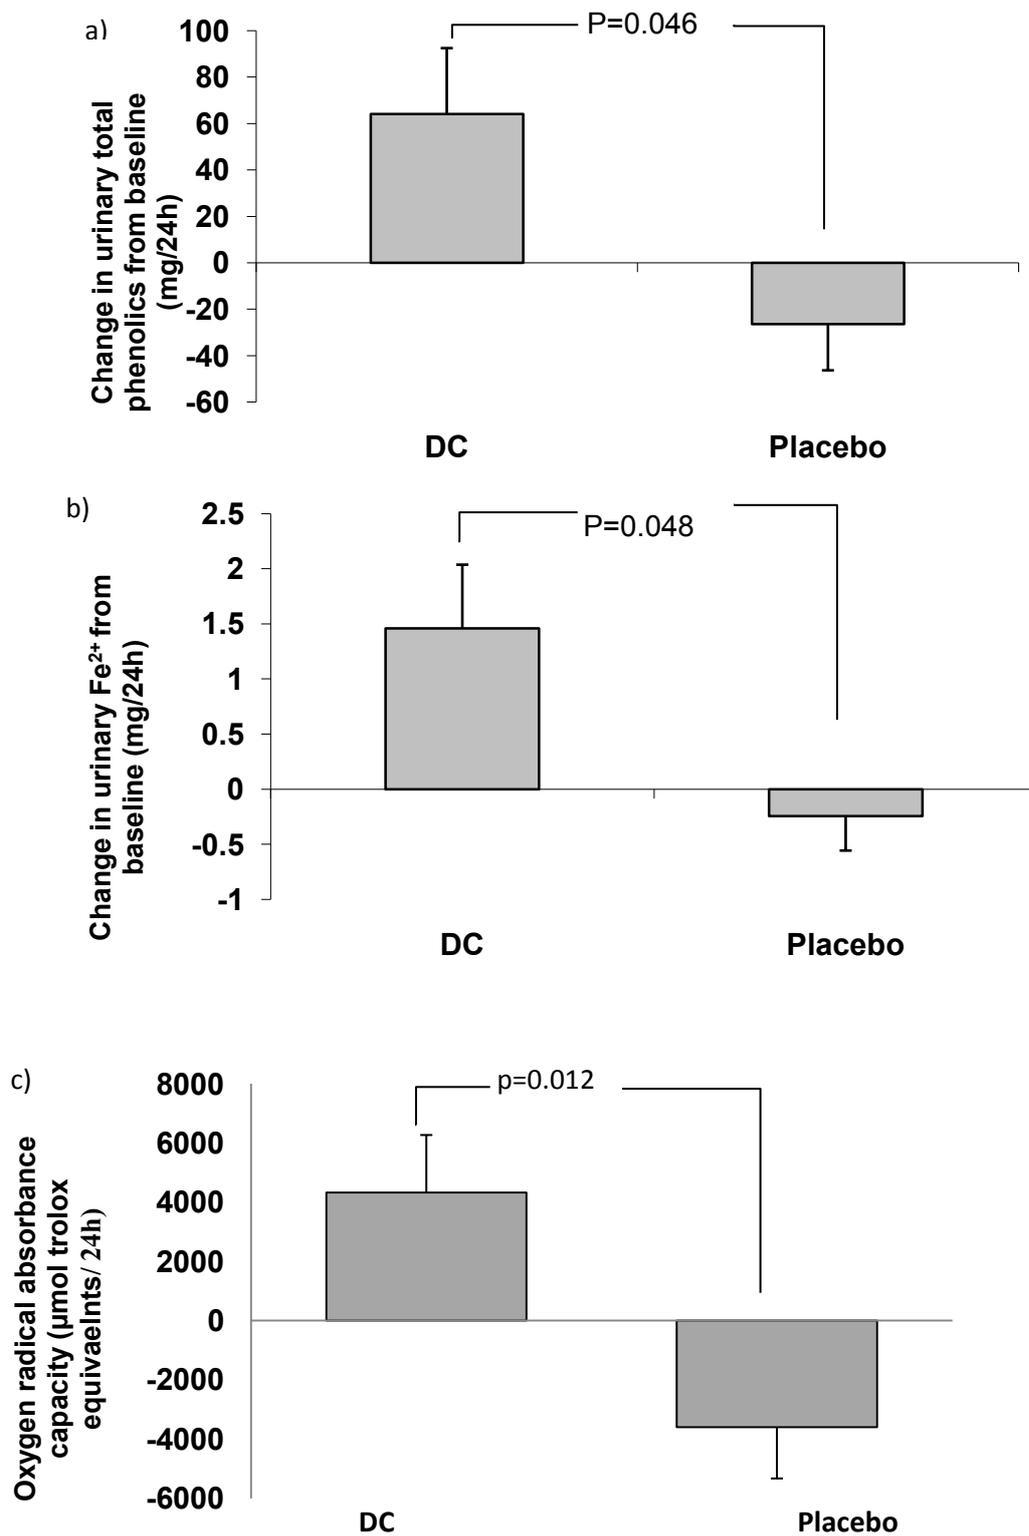 a)
P=0.046
100
80
60
40
20
0
-20
-40
-60
Change in urinary total
phenolics from baseline
(mg/24h)
DC Placebo
b)
P=0.048
2.5
2
1.5
1
0.5
0
-0.5
-1
Change in urinary Fe²⁺ from
baseline (mg/24h)
DC Placebo
c)
p=0.012
8000
6000
4000
2000
0
-2000
-4000
-6000
Oxygen radical absorbance
capacity (µmol trolox
equivaelnts/ 24h)
DC Placebo